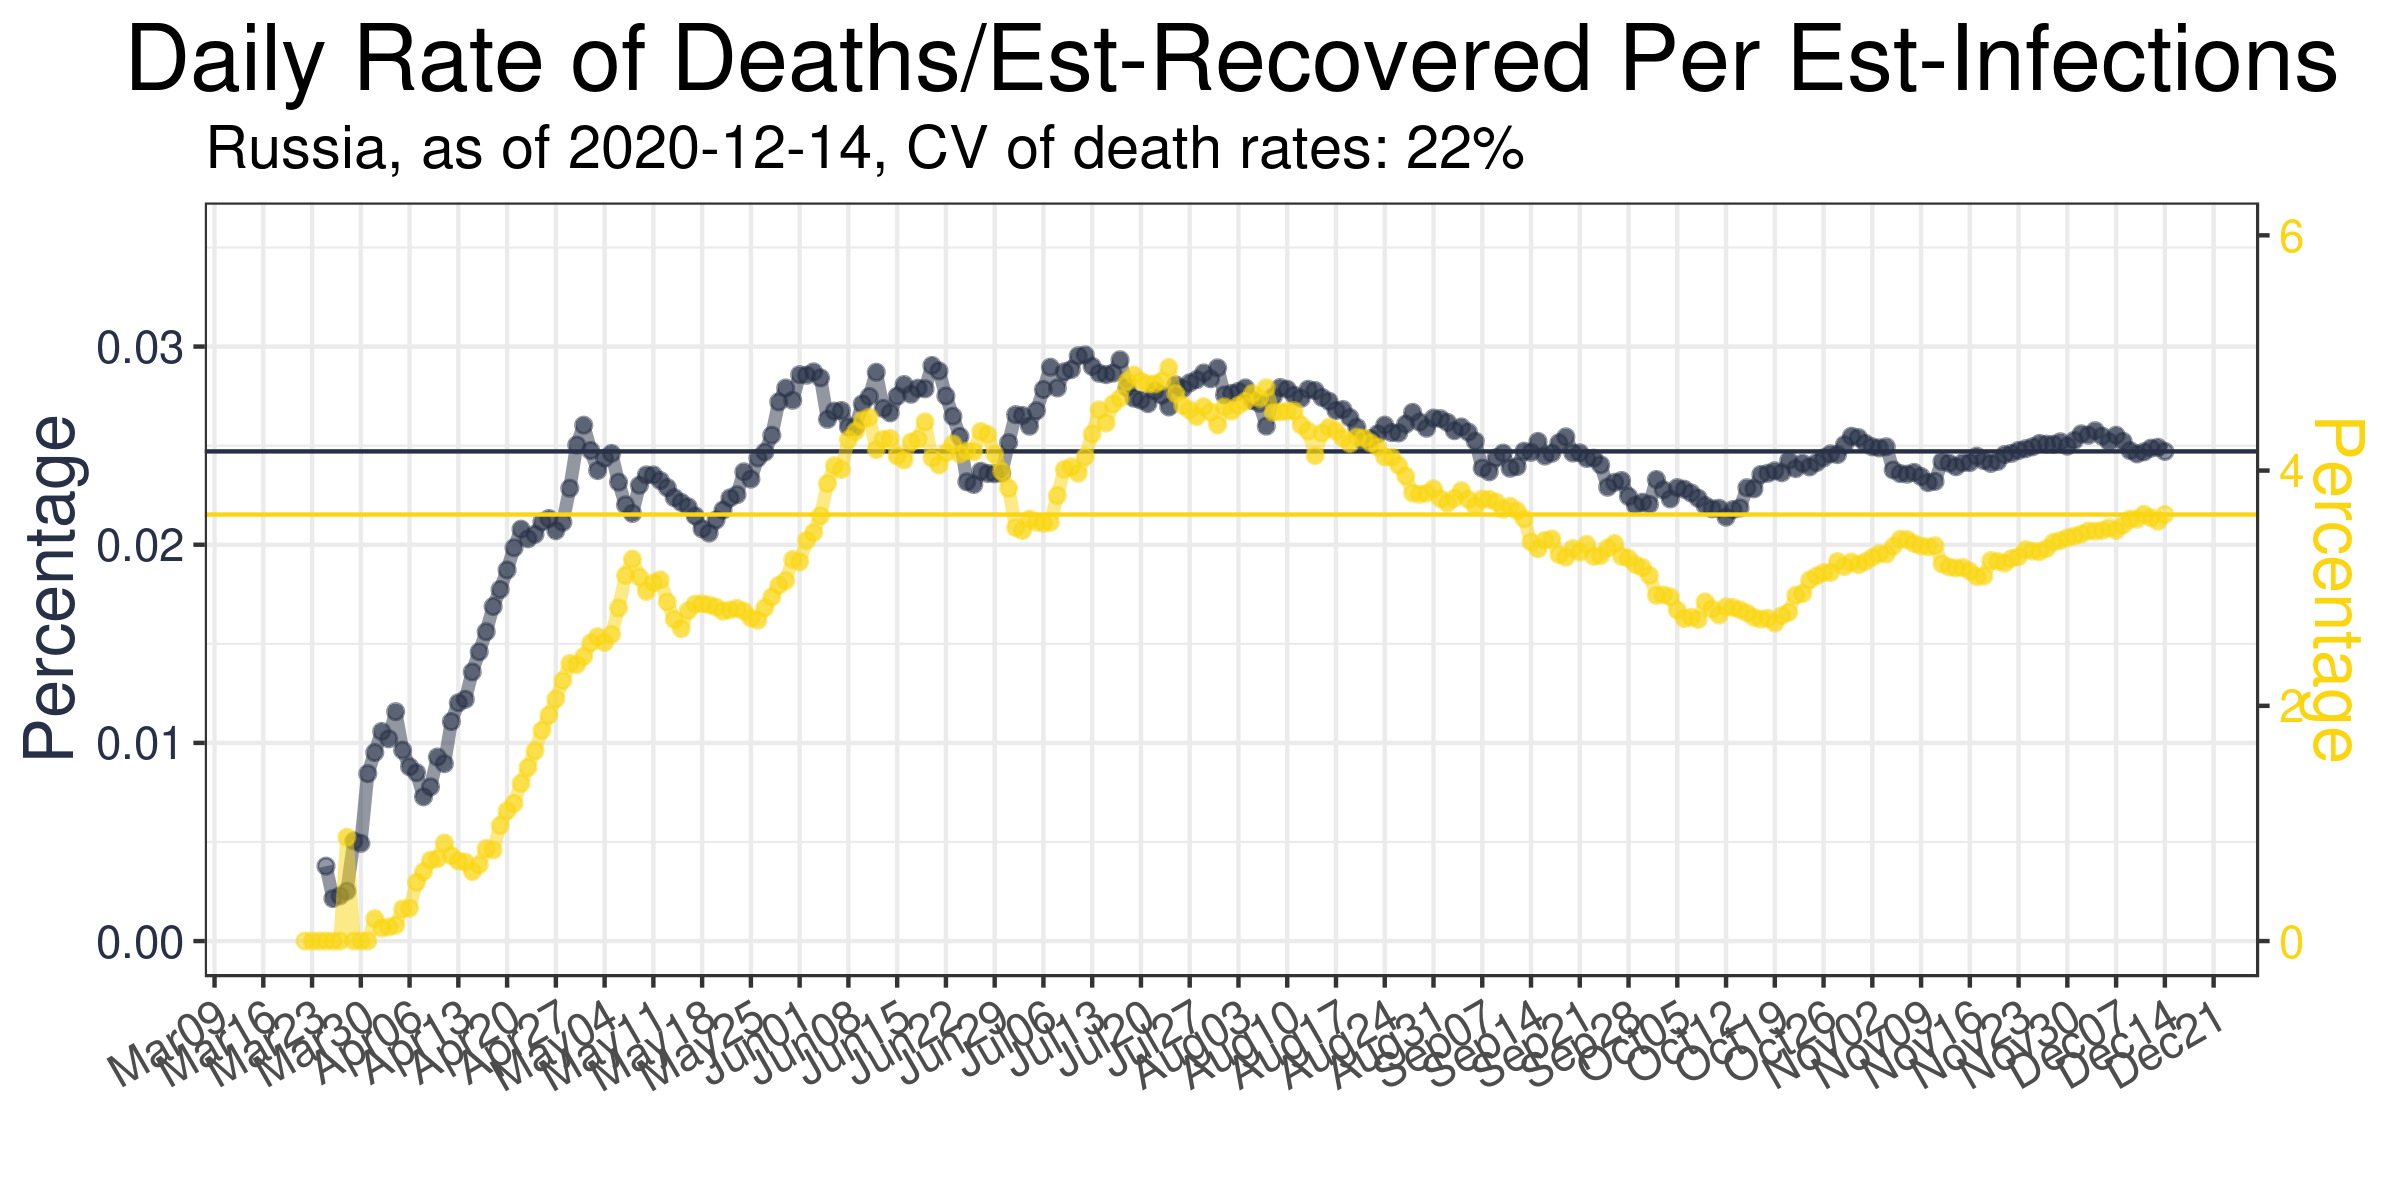 Daily Rate of Deaths/Est-Recovered Per Est-Infections
Russia, as of 2020-12-14, CV of death rates: 22%
Percentage
0.03
0.02
0.01
0.00
6
4
2
0
Percentage
Mar09
Mar16
Mar23
Mar30
Apr06
Apr13
Apr20
Apr27
May04
May11
May18
May25
Jun01
Jun08
Jun15
Jun22
Jun29
Jul06
Jul13
Jul20
Jul27
Aug03
Aug10
Aug17
Aug24
Aug31
Sep07
Sep14
Sep21
Sep28
Oct05
Oct12
Oct19
Oct26
Nov02
Nov09
Nov16
Nov23
Nov30
Dec07
Dec14
Dec21